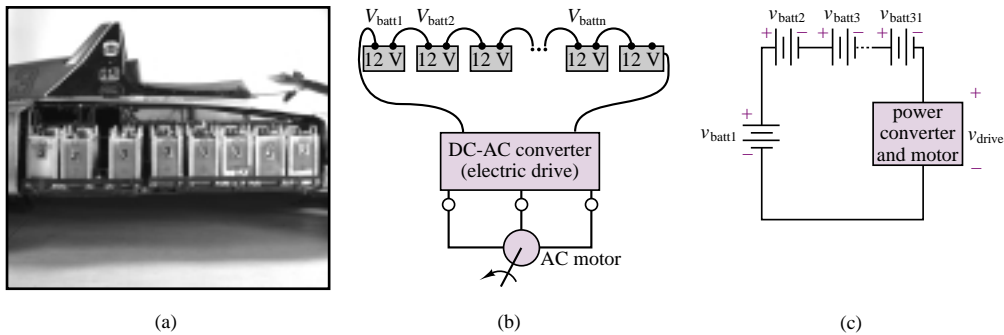 V_batt1 V_batt2 V_battn
12 V 12 V 12 V 12 V 12 V
DC-AC converter
(electric drive)
AC motor
v_batt2 v_batt3 v_batt31
+ − + − + −
v_batt1
+
−
power
converter
and motor
+
v_drive
−
(a) (b) (c)